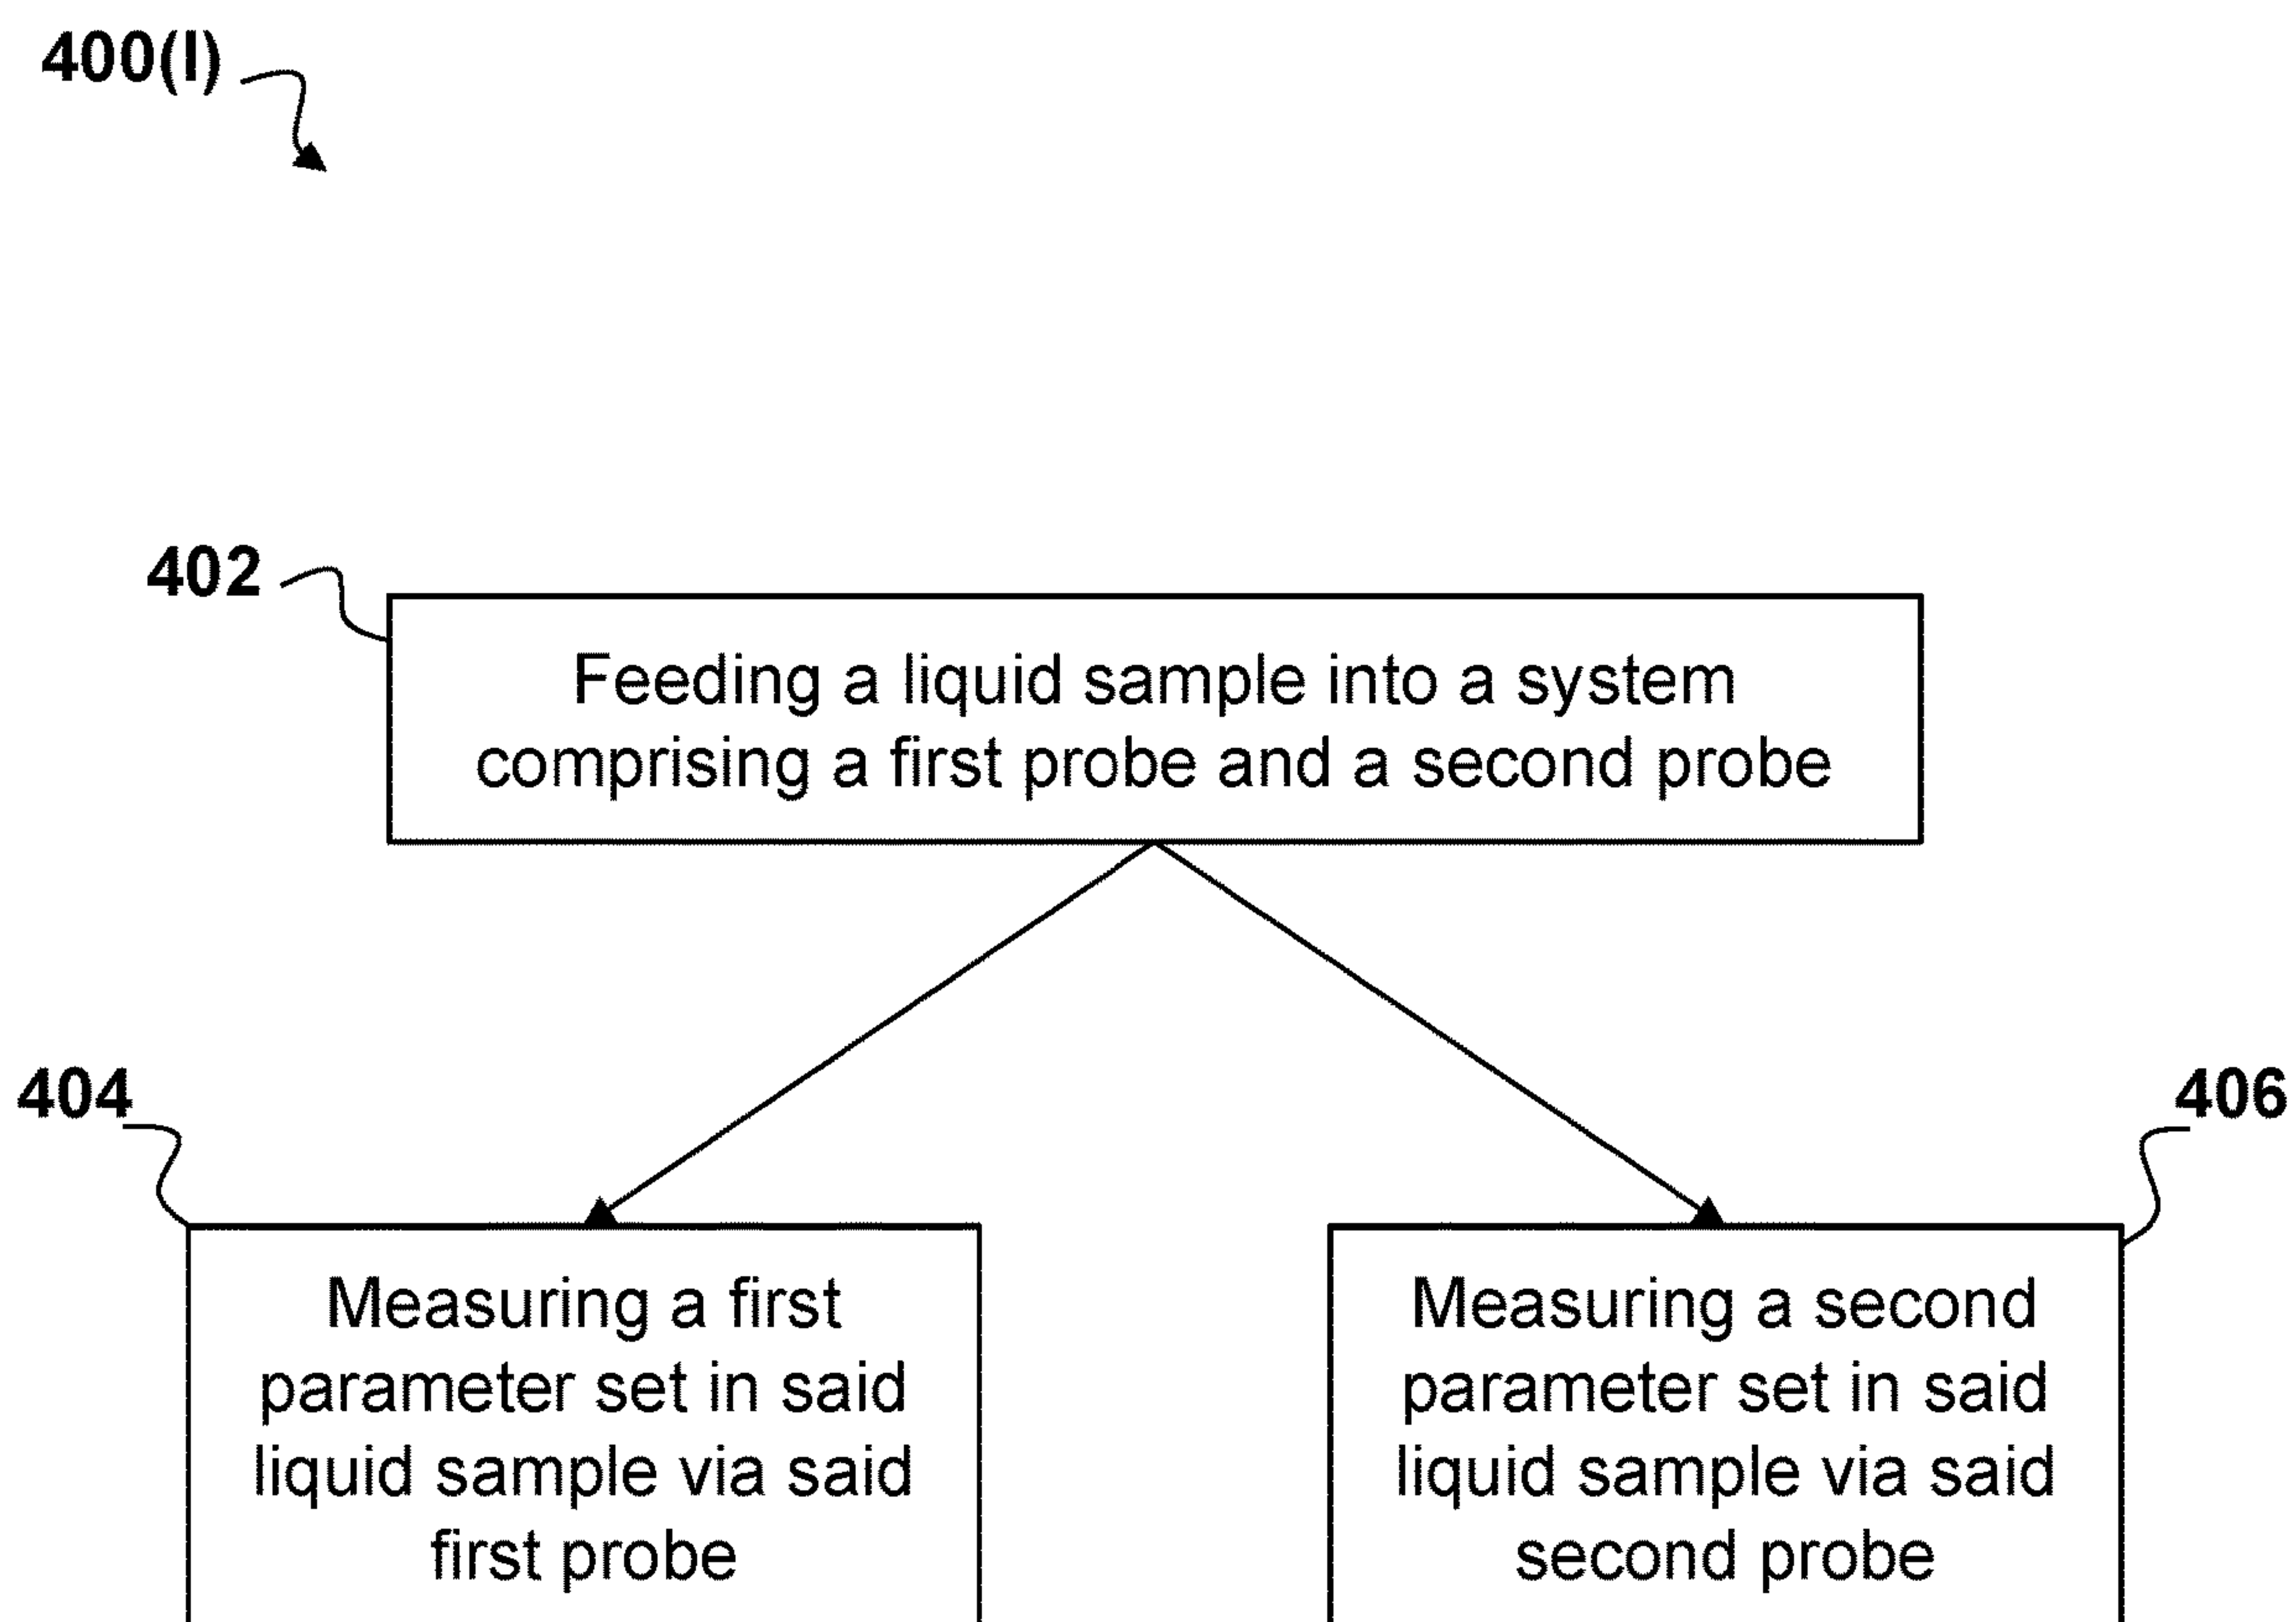 400(I)
402
Feeding a liquid sample into a system
comprising a first probe and a second probe
404
406
Measuring a first
parameter set in said
liquid sample via said
first probe
Measuring a second
parameter set in said
liquid sample via said
second probe